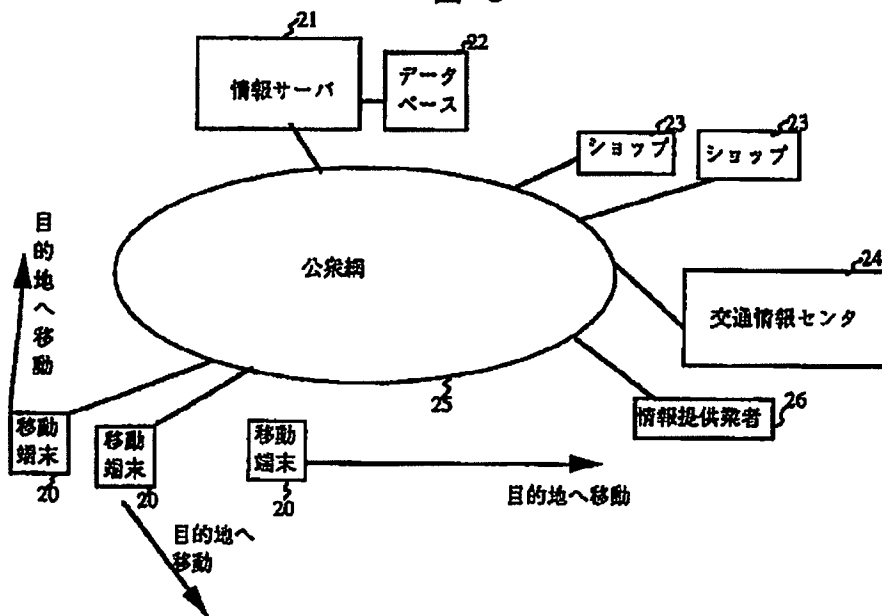 21
情報サーバ
22
データ
ベース
23
ショップ
23
ショップ
公衆網
24
交通情報センタ
25
情報提供業者
26
目的地へ移動
移動
端末
20
移動
端末
20
移動
端末
20
目的地へ移動
目的地へ
移動